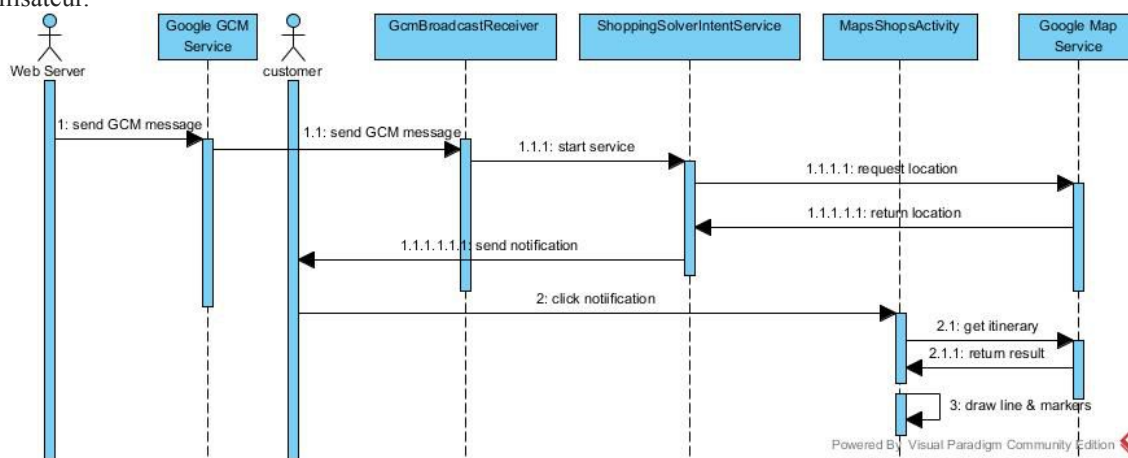 Google GCM
Service
GcmBroadcastReceiver
ShoppingSolverIntentService
MapsShopsActivity
Google Map
Service
Web Server
customer
1: send GCM message
1.1: send GCM message
1.1.1: start service
1.1.1.1: request location
1.1.1.1.1: return location
1.1.1.1.1.1: send notification
2: click notiification
2.1: get itinerary
2.1.1: return result
3: draw line & markers
Powered By Visual Paradigm Community Edition